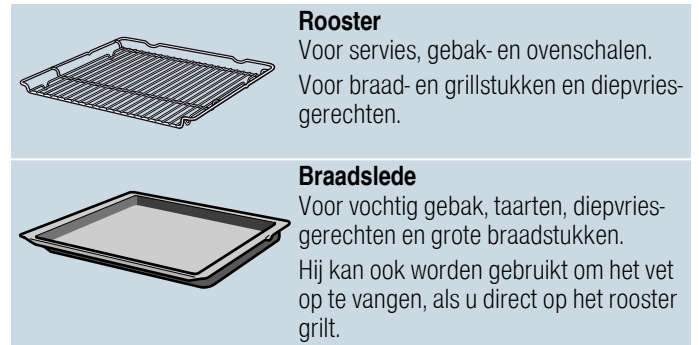 Rooster
Voor servies, gebak- en ovenschalen.
Voor braad- en grillstukken en diepvries-
gerechten.
Braadslede
Voor vochtig gebak, taarten, diepvries-
gerechten en grote braadstukken.
Hij kan ook worden gebruikt om het vet
op te vangen, als u direct op het rooster
grilt.